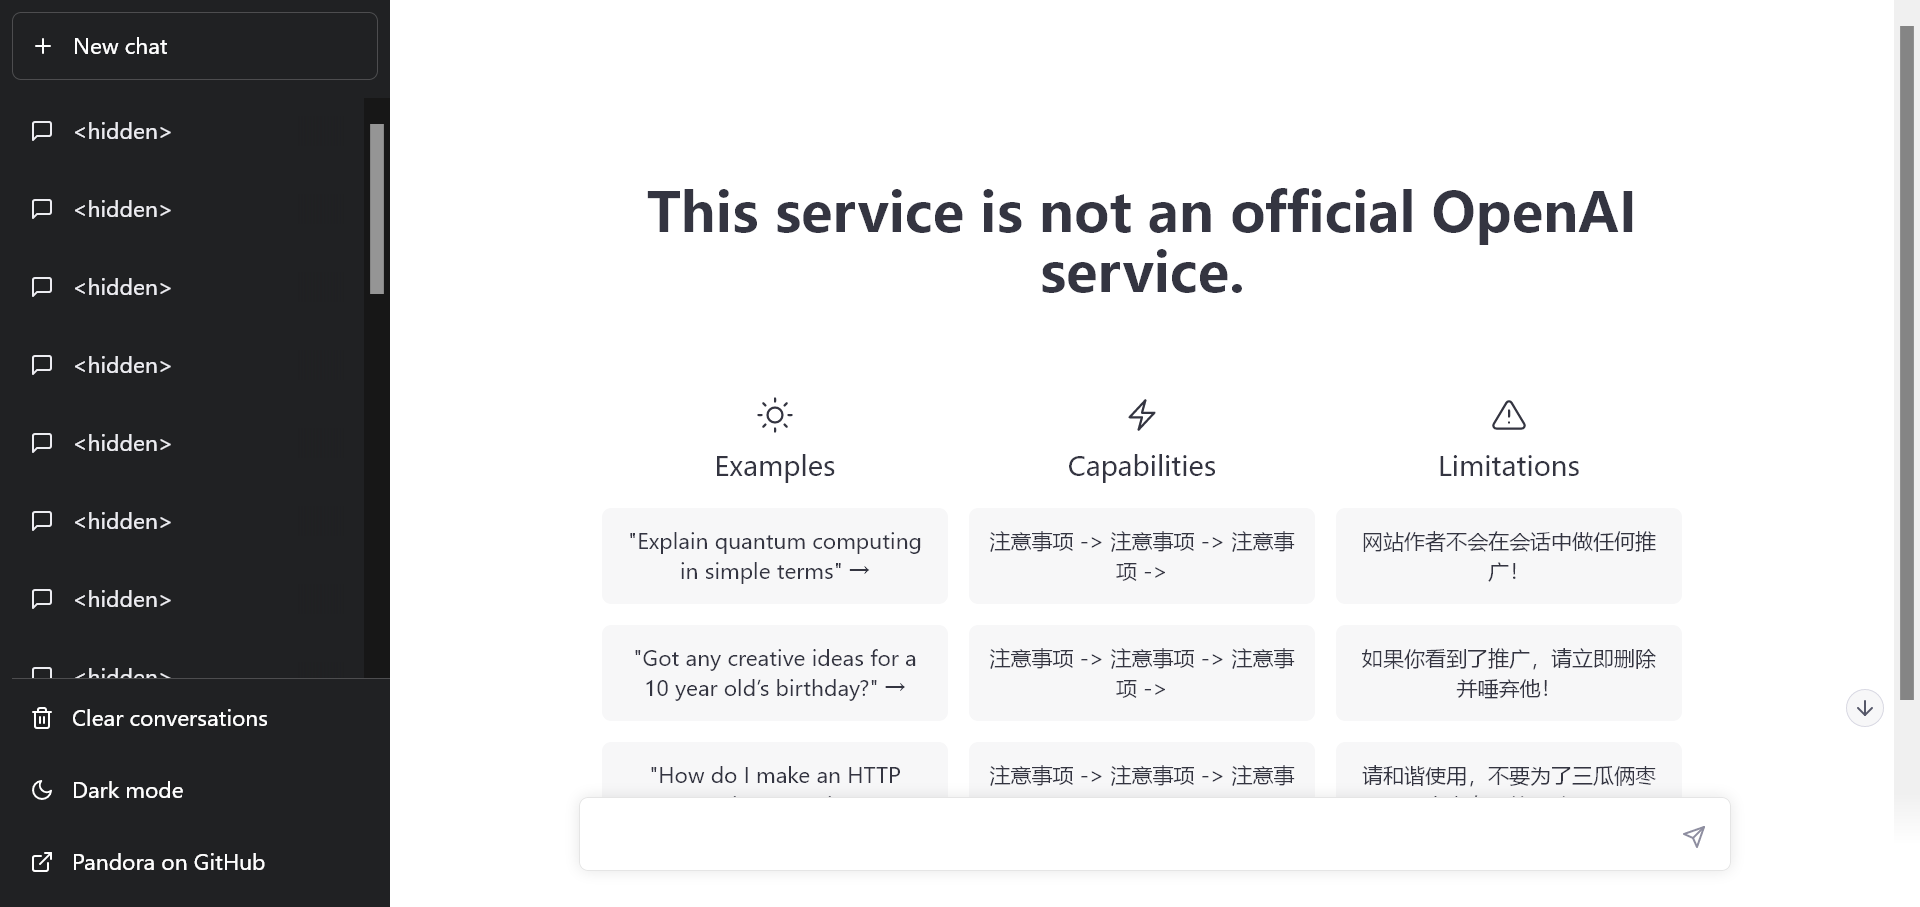 New chat
<hidden>
<hidden>
<hidden>
<hidden>
<hidden>
<hidden>
<hidden>
<hidden>
Clear conversations
Dark mode
Pandora on GitHub
This service is not an official OpenAI
service.
Examples
"Explain quantum computing
in simple terms" →
"Got any creative ideas for a
10 year old’s birthday?" →
"How do I make an HTTP
Capabilities
注意事项 -> 注意事项 -> 注意事
项 ->
注意事项 -> 注意事项 -> 注意事
项 ->
注意事项 -> 注意事项 -> 注意事
Limitations
网站作者不会在会话中做任何推
广！
如果你看到了推广，请立即删除
并唾弃他！
请和谐使用，不要为了三瓜俩枣